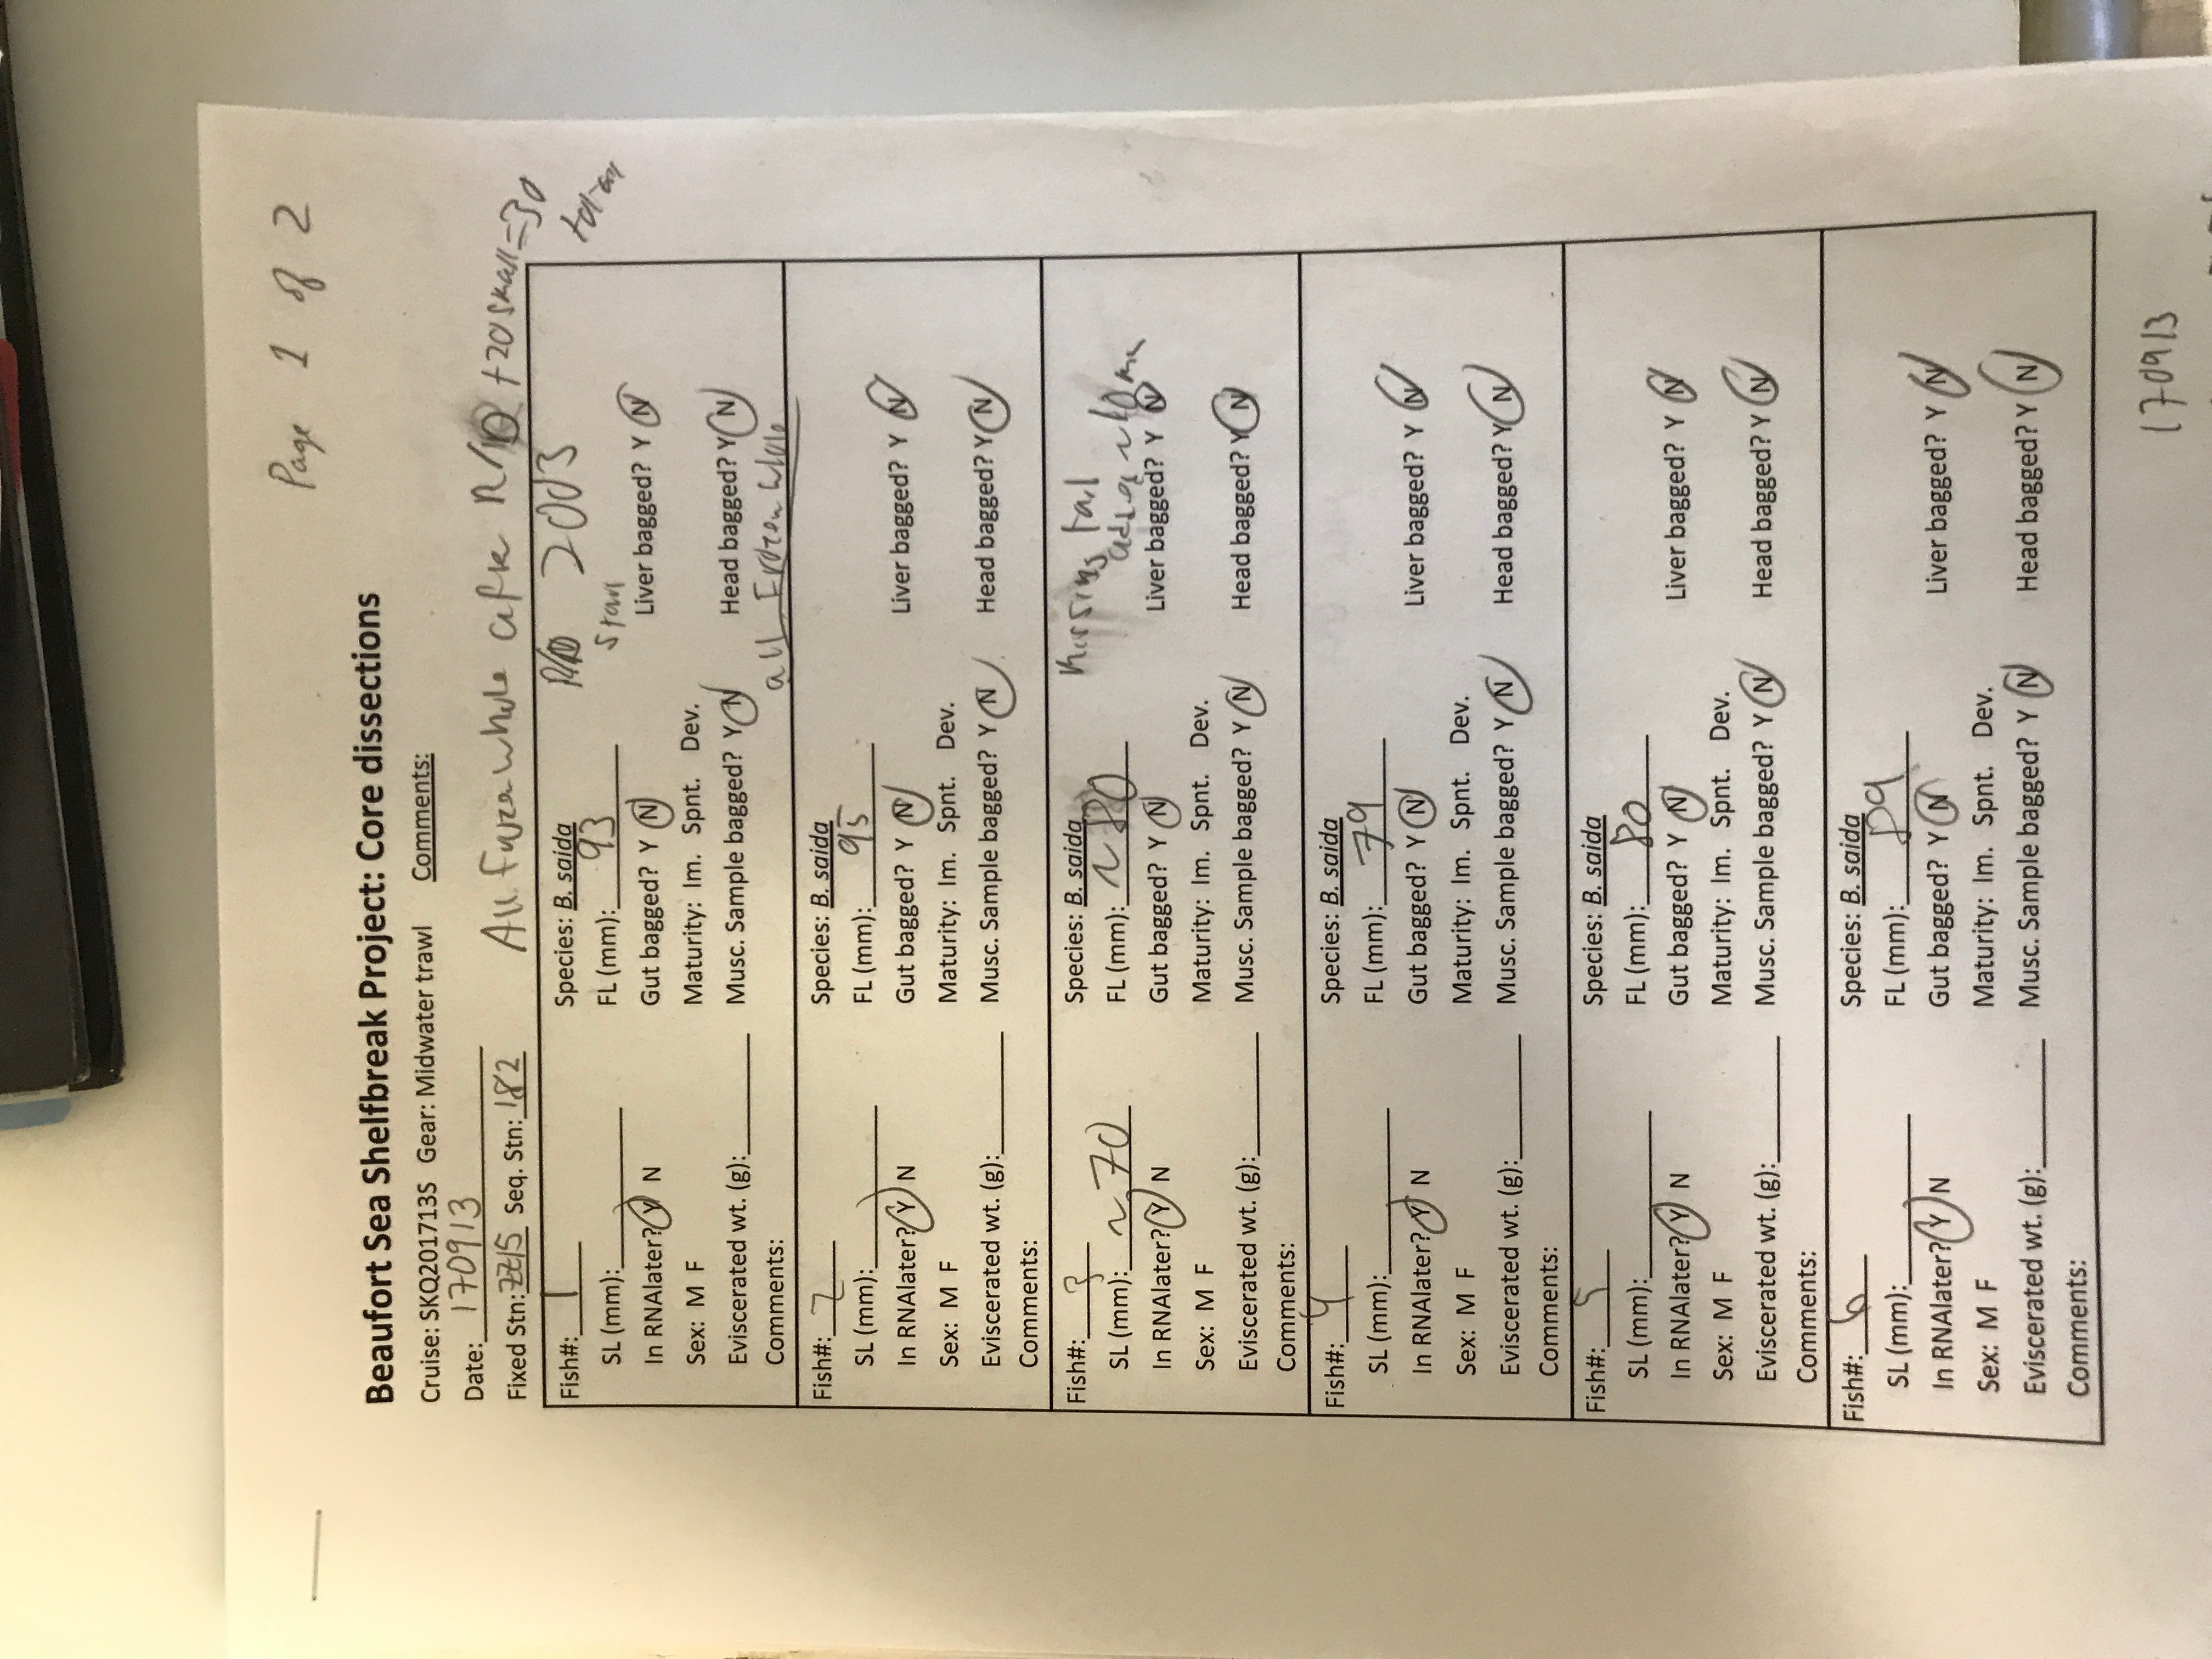 Page 1 of 2
Beaufort Sea Shelfbreak Project: Core dissections
Cruise: SKQ201713S Gear: Midwater trawl Comments:
Date: 170913
Fixed Stn: Seq. Stn: 182 All whole +20 small=30
Fish#: 1 Species: B. saida 2003
SL (mm): FL (mm): 93
In RNAlater? Y N Gut bagged? Y N Liver bagged? Y N
Sex: M F Maturity: Im. Spnt. Dev.
Eviscerated wt. (g): Musc. Sample bagged? Y N Head bagged? Y N
Comments: all Frozen whole
Fish#: 2 Species: B. saida
SL (mm): FL (mm): 95
In RNAlater? Y N Gut bagged? Y N Liver bagged? Y N
Sex: M F Maturity: Im. Spnt. Dev.
Eviscerated wt. (g): Musc. Sample bagged? Y N Head bagged? Y N
Comments:
Fish#: 3 Species: B. saida missing tail
SL (mm): ~70 FL (mm): ~80
In RNAlater? Y N Gut bagged? Y N Liver bagged? Y N
Sex: M F Maturity: Im. Spnt. Dev.
Eviscerated wt. (g): Musc. Sample bagged? Y N Head bagged? Y N
Comments:
Fish#: 4 Species: B. saida
SL (mm): FL (mm): 79
In RNAlater? Y N Gut bagged? Y N Liver bagged? Y N
Sex: M F Maturity: Im. Spnt. Dev.
Eviscerated wt. (g): Musc. Sample bagged? Y N Head bagged? Y N
Comments:
Fish#: 5 Species: B. saida
SL (mm): FL (mm): 80
In RNAlater? Y N Gut bagged? Y N Liver bagged? Y N
Sex: M F Maturity: Im. Spnt. Dev.
Eviscerated wt. (g): Musc. Sample bagged? Y N Head bagged? Y N
Comments:
Fish#: 6 Species: B. saida
SL (mm): FL (mm): 89
In RNAlater? Y N Gut bagged? Y N Liver bagged? Y N
Sex: M F Maturity: Im. Spnt. Dev.
Eviscerated wt. (g): Musc. Sample bagged? Y N Head bagged? Y N
Comments:
170913